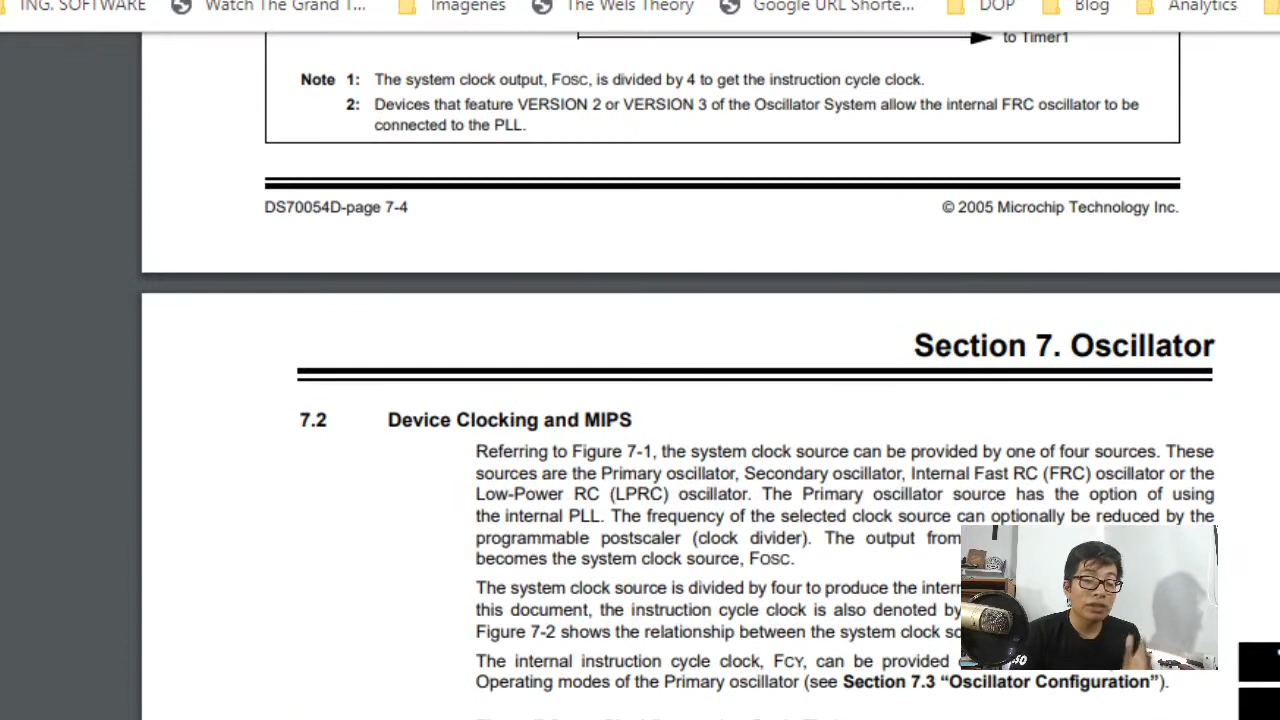 ING. SOFTWARE Watch The Grand T... Imágenes The Wels Theory Google URL Shorte... DOP Blog Analytics
to Timer1
Note 1: The system clock output, FOSC, is divided by 4 to get the instruction cycle clock.
2: Devices that feature VERSION 2 or VERSION 3 of the Oscillator System allow the internal FRC oscillator to be
connected to the PLL.
DS70054D-page 7-4 © 2005 Microchip Technology Inc.
Section 7. Oscillator
7.2 Device Clocking and MIPS
Referring to Figure 7-1, the system clock source can be provided by one of four sources. These
sources are the Primary oscillator, Secondary oscillator, Internal Fast RC (FRC) oscillator or the
Low-Power RC (LPRC) oscillator. The Primary oscillator source has the option of using
the internal PLL. The frequency of the selected clock source can optionally be reduced by the
programmable postscaler (clock divider). The output from
becomes the system clock source, FOSC.
The system clock source is divided by four to produce the inter
this document, the instruction cycle clock is also denoted by
Figure 7-2 shows the relationship between the system clock so
The internal instruction cycle clock, FCY, can be provided
Operating modes of the Primary oscillator (see Section 7.3 “Oscillator Configuration”).